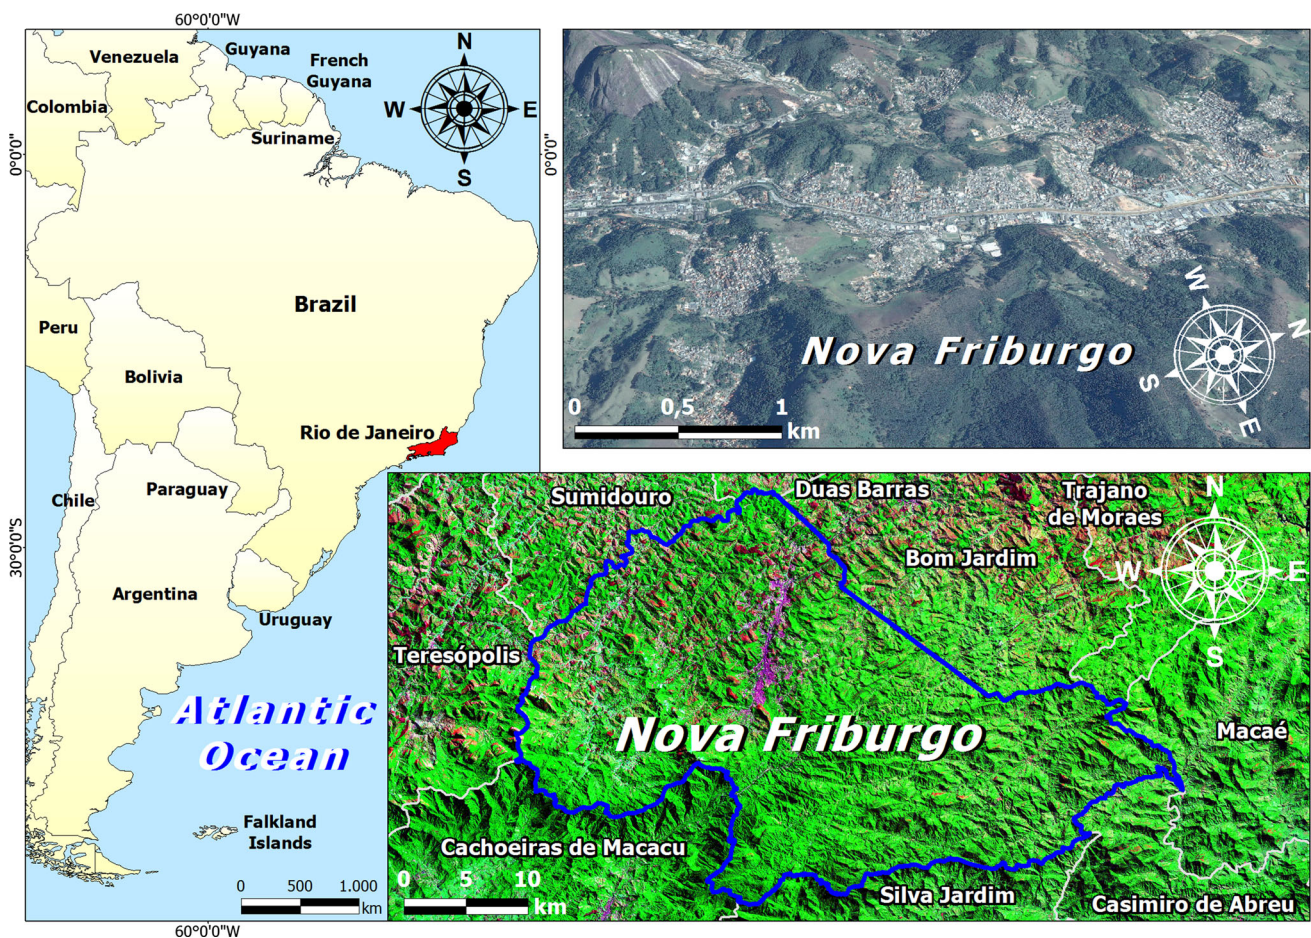 60°0'0"W
Venezuela
Guyana
French
Guyana
Colombia
Suriname
N
W
E
S
0°0'0"
0°0'0"
Brazil
Peru
Bolivia
Rio de Janeiro
Paraguay
Chile
30°0'0"S
Argentina
Uruguay
Atlantic
Ocean
Falkland
Islands
0
500
1.000
km
60°0'0"W
Nova Friburgo
W
N
S
E
0
0,5
1
km
Sumidouro
Duas Barras
Trajano
de Moraes
N
Bom Jardim
W
E
S
Teresópolis
Nova Friburgo
Macaé
Cachoeiras de Macacu
0
5
10
km
Silva Jardim
Casimiro de Abreu